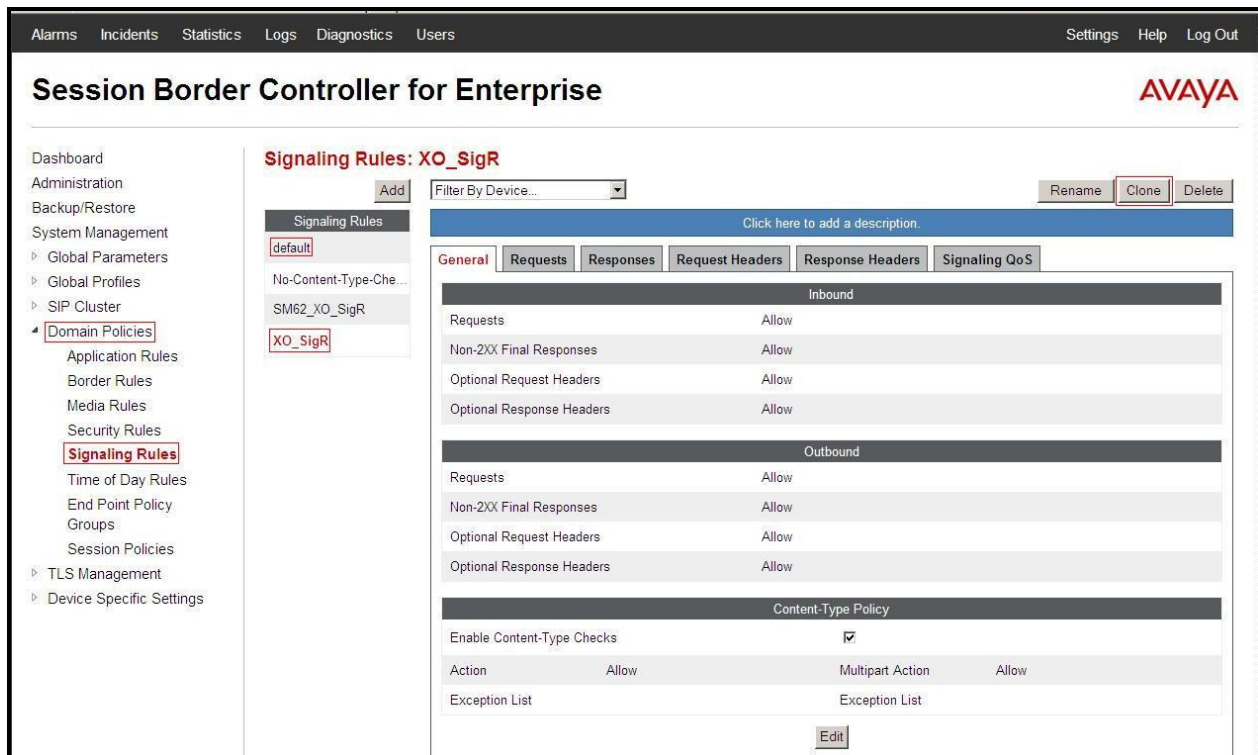 Alarms Incidents Statistics Logs Diagnostics Users Settings Help Log Out
Session Border Controller for Enterprise
AVAYA
Dashboard
Administration
Backup/Restore
System Management
Global Parameters
Global Profiles
SIP Cluster
Domain Policies
Application Rules
Border Rules
Media Rules
Security Rules
Signaling Rules
Time of Day Rules
End Point Policy
Groups
Session Policies
TLS Management
Device Specific Settings
Signaling Rules: XO_SigR
Add
Filter By Device...
Rename Clone Delete
Signaling Rules
default
No-Content-Type-Che...
SM62_XO_SigR
XO_SigR
Click here to add a description.
General Requests Responses Request Headers Response Headers Signaling QoS
Inbound
Requests Allow
Non-2XX Final Responses Allow
Optional Request Headers Allow
Optional Response Headers Allow
Outbound
Requests Allow
Non-2XX Final Responses Allow
Optional Request Headers Allow
Optional Response Headers Allow
Content-Type Policy
Enable Content-Type Checks
Action Allow Multipart Action Allow
Exception List Exception List
Edit